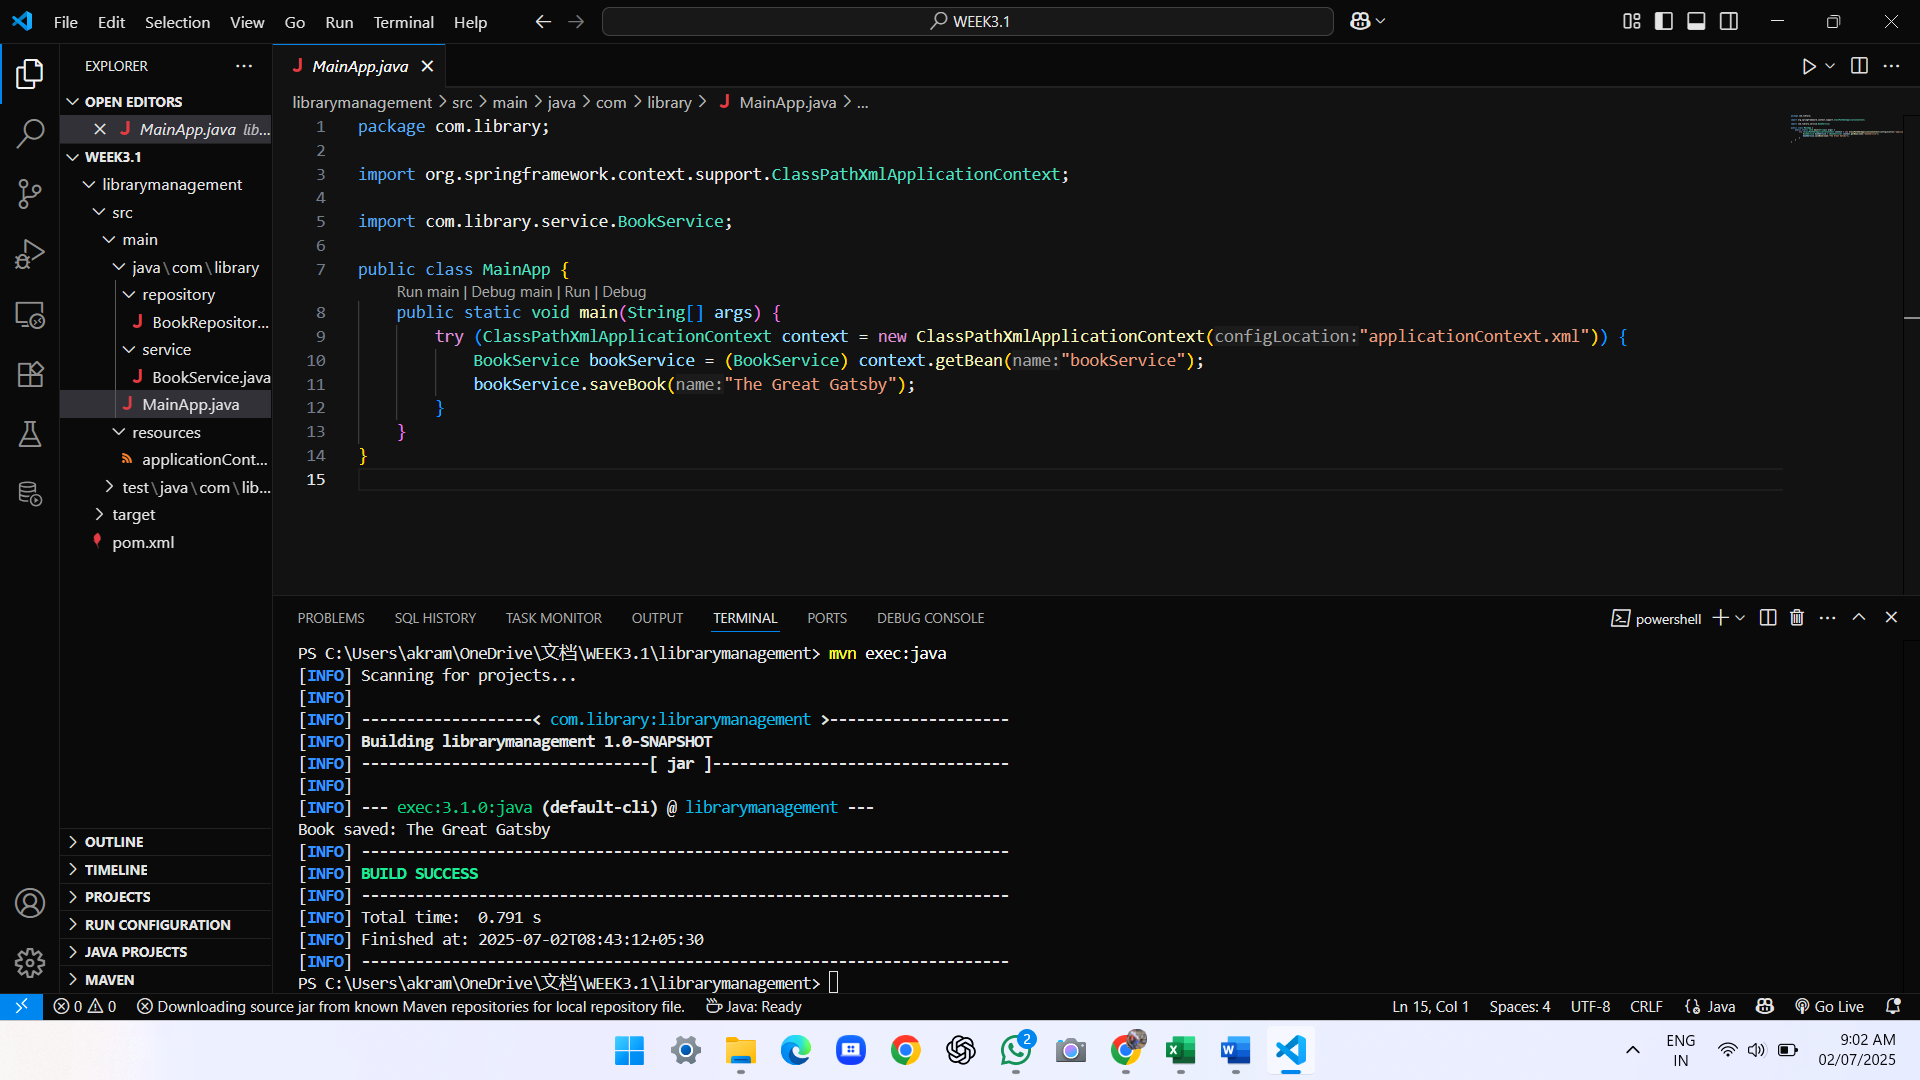 File Edit Selection View Go Run Terminal Help
WEEK3.1
EXPLORER
OPEN EDITORS
MainApp.java lib...
WEEK3.1
librarymanagement
src
main
java\com\library
repository
BookRepositor...
service
BookService.java
MainApp.java
resources
applicationCont...
test\java\com\lib...
target
pom.xml
OUTLINE
TIMELINE
PROJECTS
RUN CONFIGURATION
JAVA PROJECTS
MAVEN
MainApp.java
librarymanagement > src > main > java > com > library > MainApp.java > ...
1 package com.library;
2
3 import org.springframework.context.support.ClassPathXmlApplicationContext;
4
5 import com.library.service.BookService;
6
7 public class MainApp {
Run main | Debug main | Run | Debug
8 public static void main(String[] args) {
9 try (ClassPathXmlApplicationContext context = new ClassPathXmlApplicationContext(configLocation:"applicationContext.xml")) {
10 BookService bookService = (BookService) context.getBean(name:"bookService");
11 bookService.saveBook(name:"The Great Gatsby");
12 }
13 }
14 }
15
PROBLEMS SQL HISTORY TASK MONITOR OUTPUT TERMINAL PORTS DEBUG CONSOLE
powershell
PS C:\Users\akram\OneDrive\文档\WEEK3.1\librarymanagement> mvn exec:java
[INFO] Scanning for projects...
[INFO]
[INFO] -------------------< com.library:librarymanagement >--------------------
[INFO] Building librarymanagement 1.0-SNAPSHOT
[INFO] --------------------------------[ jar ]---------------------------------
[INFO]
[INFO] --- exec:3.1.0:java (default-cli) @ librarymanagement ---
Book saved: The Great Gatsby
[INFO] ------------------------------------------------------------------------
[INFO] BUILD SUCCESS
[INFO] ------------------------------------------------------------------------
[INFO] Total time:  0.791 s
[INFO] Finished at: 2025-07-02T08:43:12+05:30
[INFO] ------------------------------------------------------------------------
PS C:\Users\akram\OneDrive\文档\WEEK3.1\librarymanagement>
0 0 Downloading source jar from known Maven repositories for local repository file. Java: Ready
Ln 15, Col 1 Spaces: 4 UTF-8 CRLF Java Go Live
2
ENG
IN
9:02 AM
02/07/2025